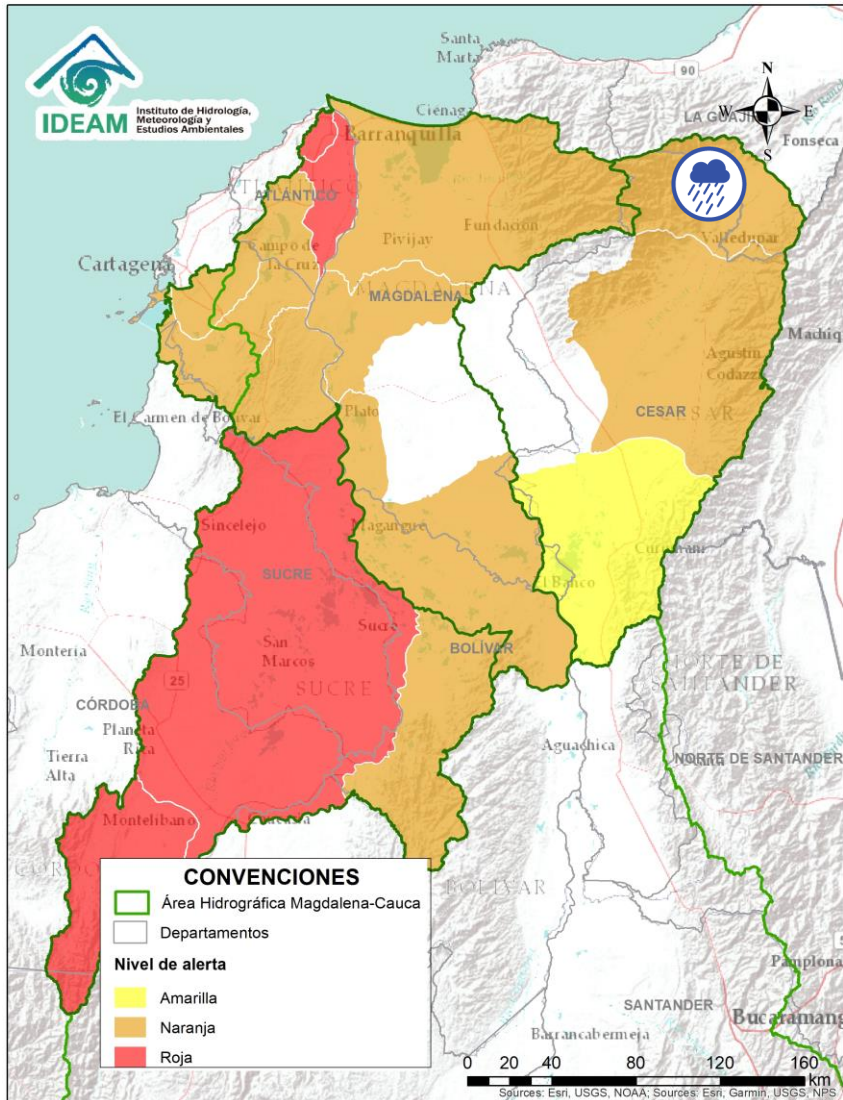 Santa
Marta
90
N
W
E
S
IDEAM
Instituto de Hidrología,
Meteorología y
Estudios Ambientales
Ciénaga
LA GUAJIRA
Fonseca
Barranquilla
ATLÁNTICO
Campo de
la Cruz
Pivijay
Fundación
Valledupar
Cartagena
MAGDALENA
MAGDALENA
Agustín
Codazzi
CESAR
CESAR
El Carmen de Bolívar
Plato
Sincelejo
Magangue
SUCRE
El Banco
Sucre
BOLÍVAR
San
Marcos
SUCRE
Montería
25
CÓRDOBA
Planeta
Rica
Tierra
Alta
NORTE DE
SANTANDER
Aguachica
NORTE DE SANTANDER
Montelibano
BOLÍVAR
CONVENCIONES
Área Hidrográfica Magdalena-Cauca
Departamentos
Nivel de alerta
Amarilla
Naranja
Roja
Pamplona
SANTANDER
Bucaramang
Barrancabermeja
0 20 40 80 120 160
km
Sources: Esri, USGS, NOAA; Sources: Esri, Garmin, USGS, NPS